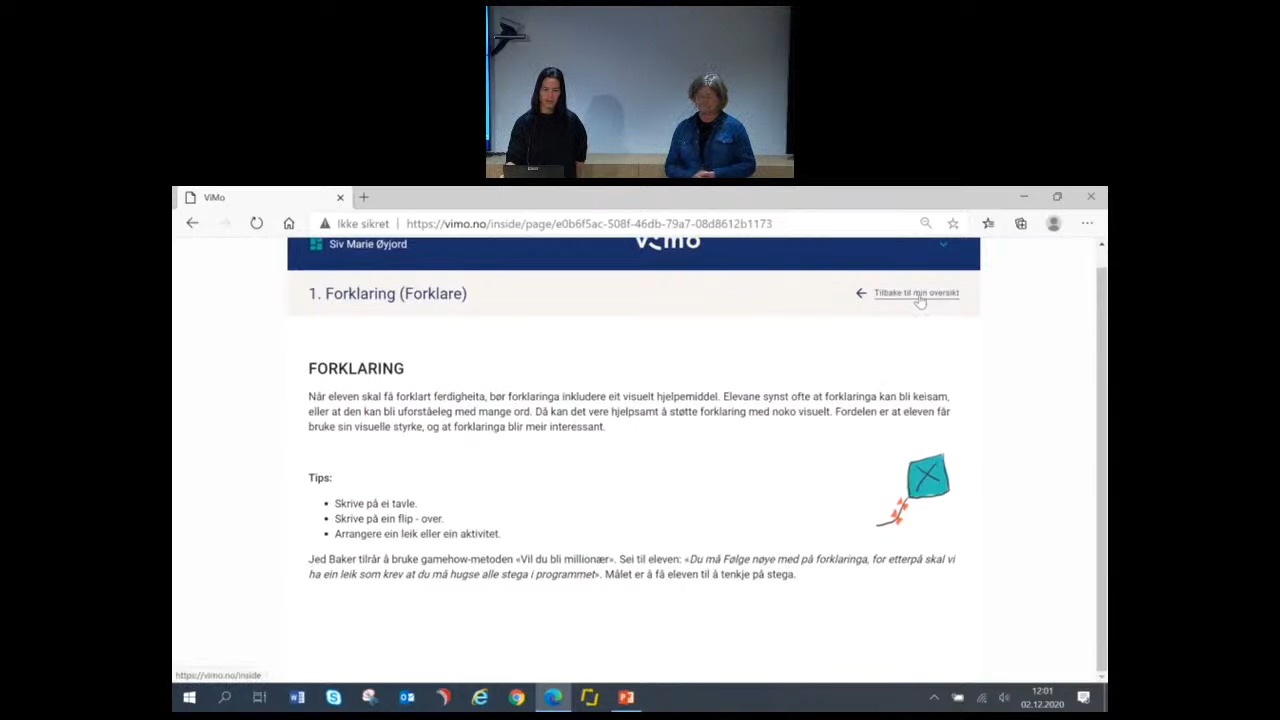 ViMo
Ikke sikret
https://vimo.no/inside/page/e0b6f5ac-508f-46db-79a7-08d8612b1173
Siv Marie Øyjord
vimo
1. Forklaring (Forklare)
Tilbake til min oversikt
FORKLARING
Når eleven skal få forklart ferdigheita, bør forklaringa inkludere eit visuelt hjelpemiddel. Elevane synst ofte at forklaringa kan bli keisam,
eller at den kan bli uforståeleg med mange ord. Då kan det vere hjelpsamt å støtte forklaring med noko visuelt. Fordelen er at eleven får
bruke sin visuelle styrke, og at forklaringa blir meir interessant.
Tips:
• Skrive på ei tavle.
• Skrive på ein flip - over.
• Arrangere ein leik eller ein aktivitet.
Jed Baker tilrår å bruke gamehow-metoden «Vil du bli millionær». Sei til eleven: «Du må Følge nøye med på forklaringa, for etterpå skal vi
ha ein leik som krev at du må hugse alle stega i programmet». Målet er å få eleven til å tenkje på stega.
https://vimo.no/inside
12:01
02.12.2020